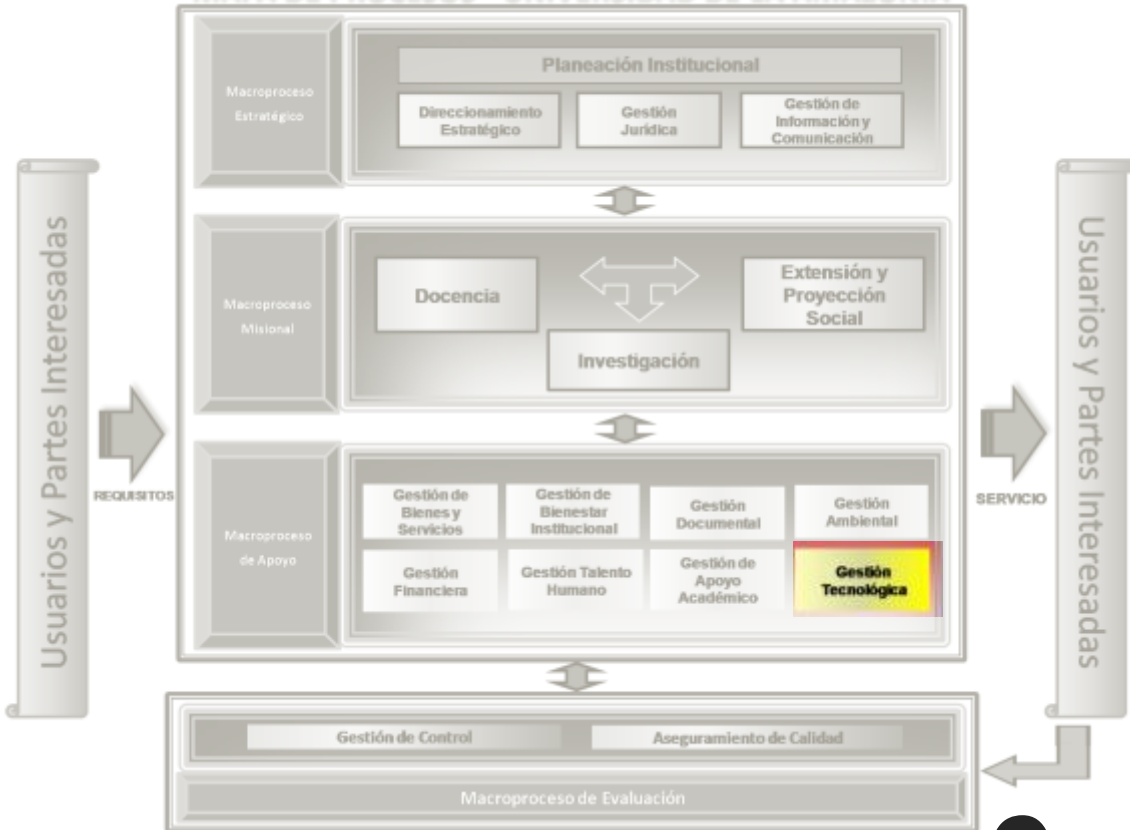 Planeación Institucional
Macroproceso
Estratégico
Direccionamiento
Estratégico
Gestión
Jurídica
Gestión de
Información y
Comunicación
Usuarios y Partes Interesadas
REQUISITOS
Macroproceso
Misional
Docencia
Extensión y
Proyección
Social
Investigación
Macroproceso
de Apoyo
Gestión de
Bienes y
Servicios
Gestión de
Bienestar
Institucional
Gestión
Documental
Gestión
Ambiental
Gestión
Financiera
Gestión Talento
Humano
Gestión de
Apoyo
Académico
Gestión
Tecnológica
SERVICIO
Usuarios y Partes Interesadas
Gestión de Control
Aseguramiento de Calidad
Macroproceso de Evaluación